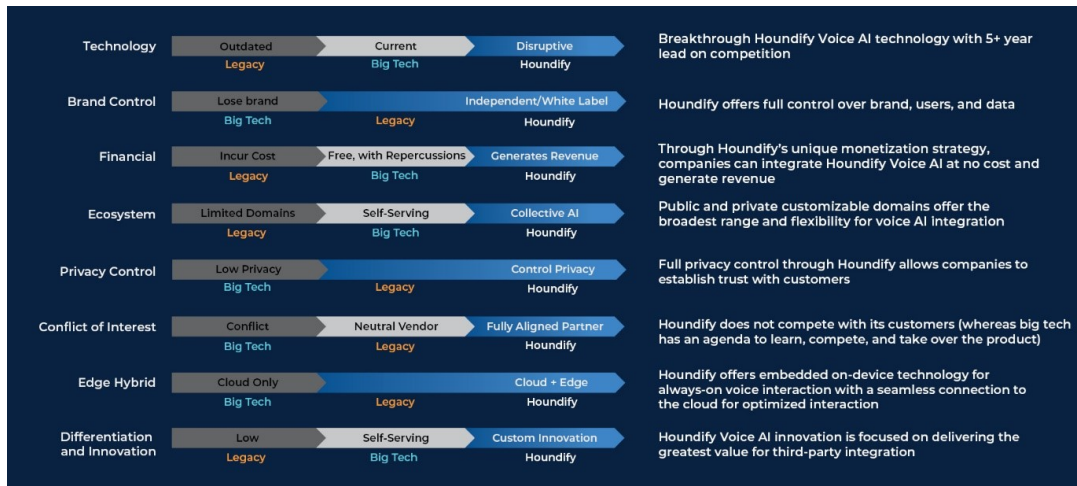 Technology
Outdated
Current
Disruptive
Legacy
Big Tech
Houndify
Breakthrough Houndify Voice AI technology with 5+ year
lead on competition
Brand Control
Lose brand
Independent/White Label
Big Tech
Legacy
Houndify
Houndify offers full control over brand, users, and data
Financial
Incur Cost
Free, with Repercussions
Generates Revenue
Legacy
Big Tech
Houndify
Through Houndify's unique monetization strategy,
companies can integrate Houndify Voice AI at no cost and
generate revenue
Ecosystem
Limited Domains
Self-Serving
Collective AI
Legacy
Big Tech
Houndify
Public and private customizable domains offer the
broadest range and flexibility for voice AI integration
Privacy Control
Low Privacy
Control Privacy
Big Tech
Legacy
Houndify
Full privacy control through Houndify allows companies to
establish trust with customers
Conflict of Interest
Conflict
Neutral Vendor
Fully Aligned Partner
Big Tech
Legacy
Houndify
Houndify does not compete with its customers (whereas big tech
has an agenda to learn, compete, and take over the product)
Edge Hybrid
Cloud Only
Cloud + Edge
Big Tech
Legacy
Houndify
Houndify offers embedded on-device technology for
always-on voice interaction with a seamless connection to
the cloud for optimized interaction
Differentiation
and Innovation
Low
Self-Serving
Custom Innovation
Legacy
Big Tech
Houndify
Houndify Voice AI innovation is focused on delivering the
greatest value for third-party integration